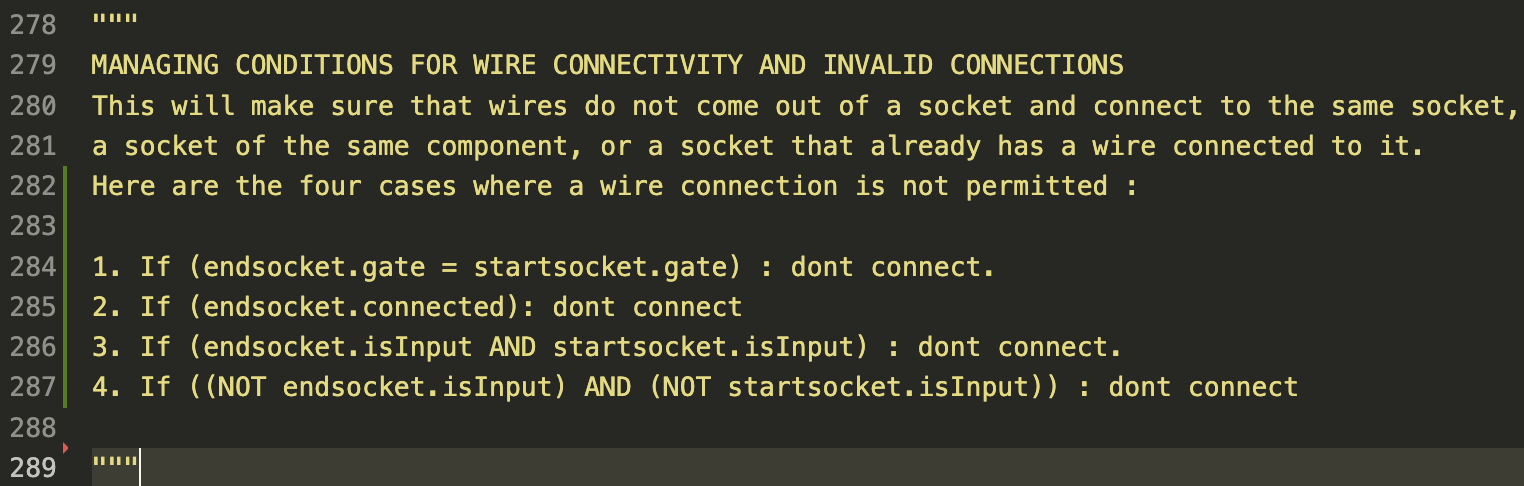 278 """
279 MANAGING CONDITIONS FOR WIRE CONNECTIVITY AND INVALID CONNECTIONS
280 This will make sure that wires do not come out of a socket and connect to the same socket,
281 a socket of the same component, or a socket that already has a wire connected to it.
282 Here are the four cases where a wire connection is not permitted :
283
284 1. If (endsocket.gate = startsocket.gate) : dont connect.
285 2. If (endsocket.connected): dont connect
286 3. If (endsocket.isInput AND startsocket.isInput) : dont connect.
287 4. If ((NOT endsocket.isInput) AND (NOT startsocket.isInput)) : dont connect
288
289 """